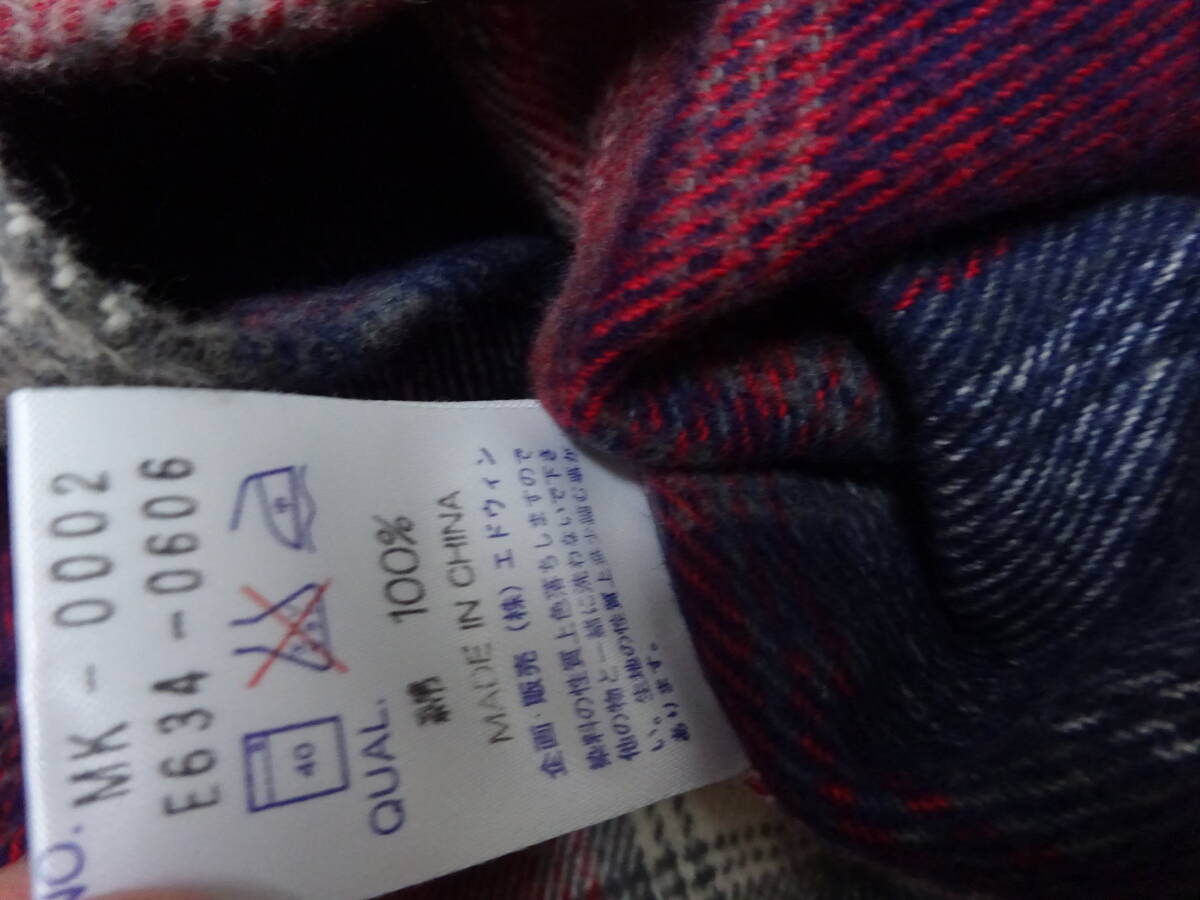 NO. MK-0002
E634-0606
40
QUAL.
綿 100%
MADE IN CHINA
企画・販売 (株)エドウィン
染料の性質上色落ちしますので
他の物と一緒に洗わないで下さ
い。生地の性質上
あります。